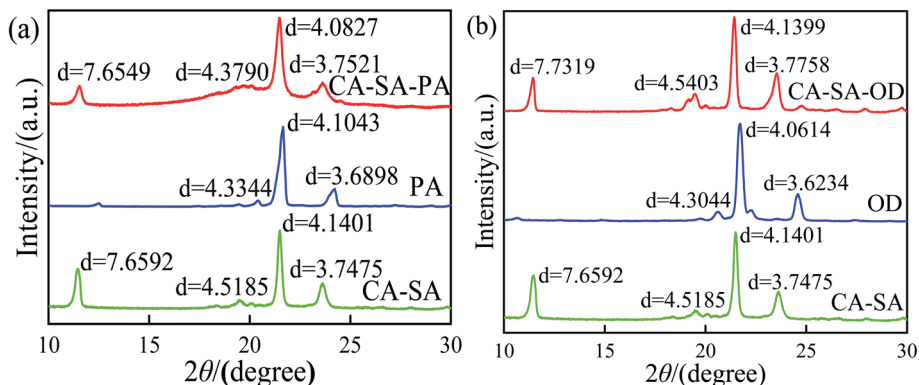 (a)
Intensity/(a.u.)
d=4.0827
d=7.6549
d=4.3790
d=3.7521
CA-SA-PA
d=4.1043
d=4.3344
d=3.6898
PA
d=4.1401
d=7.6592
d=4.5185
d=3.7475
CA-SA
10 15 20 25 30
2θ/(degree)
(b)
Intensity/(a.u.)
d=4.1399
d=7.7319
d=4.5403
d=3.7758
CA-SA-OD
d=4.0614
d=4.3044
d=3.6234
OD
d=4.1401
d=7.6592
d=4.5185
d=3.7475
CA-SA
10 15 20 25 30
2θ/(degree)